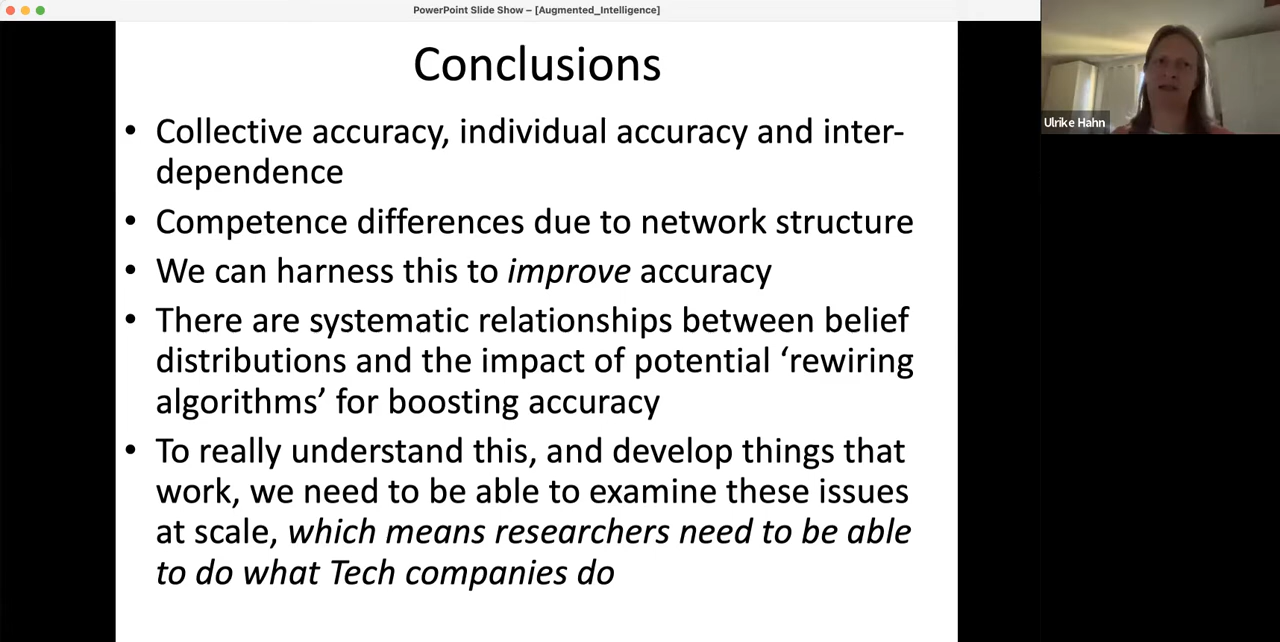 PowerPoint Slide Show – [Augmented_Intelligence]
Conclusions
• Collective accuracy, individual accuracy and inter-
dependence
• Competence differences due to network structure
• We can harness this to improve accuracy
• There are systematic relationships between belief
distributions and the impact of potential ‘rewiring
algorithms’ for boosting accuracy
• To really understand this, and develop things that
work, we need to be able to examine these issues
at scale, which means researchers need to be able
to do what Tech companies do
Ulrike Hahn